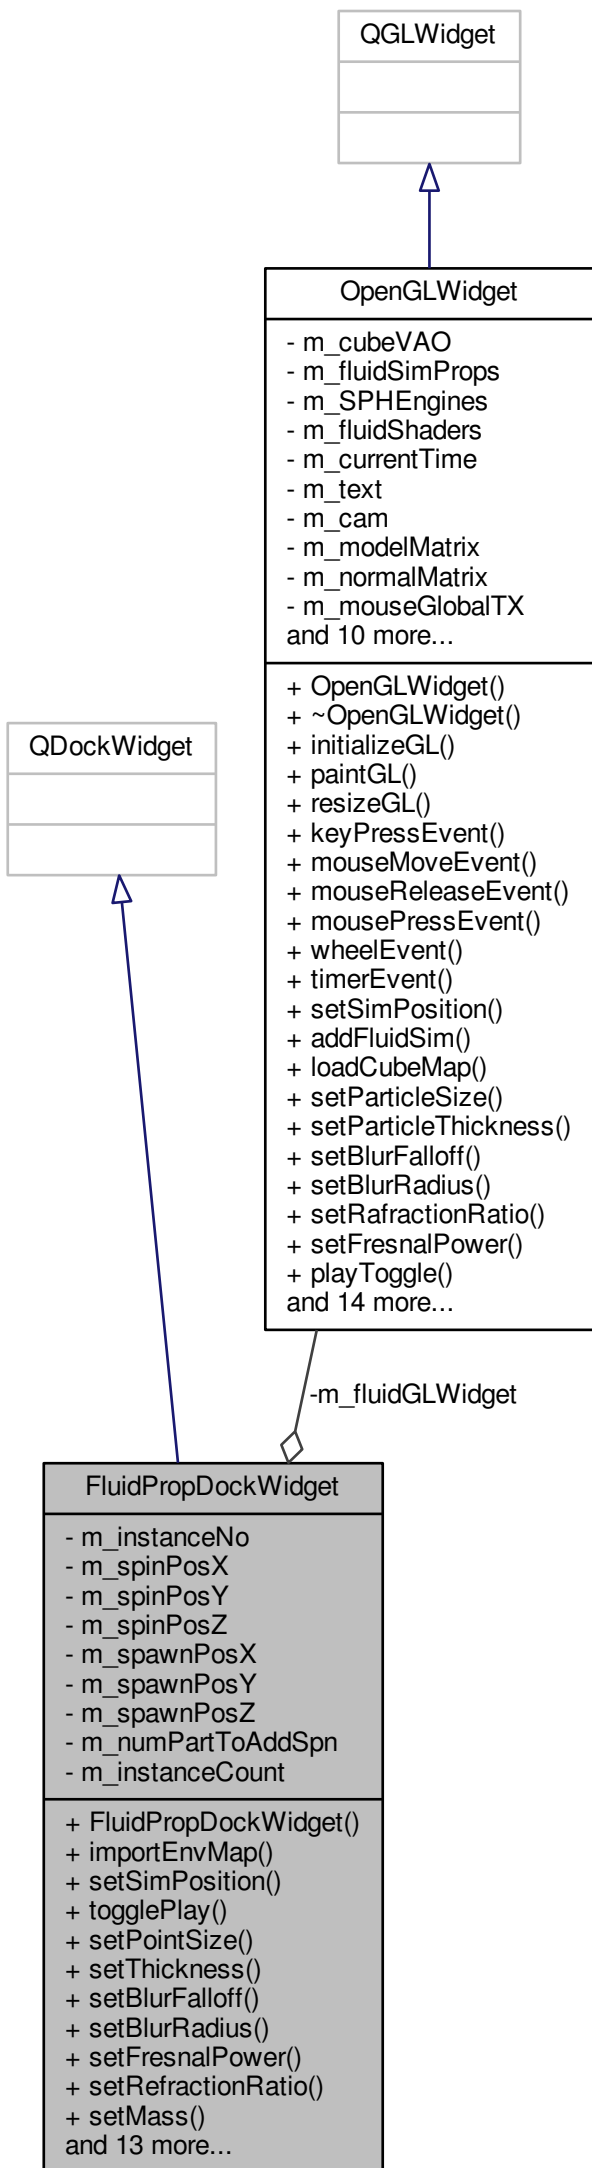 QGLWidget
OpenGLWidget
- m_cubeVAO
- m_fluidSimProps
- m_SPHEngines
- m_fluidShaders
- m_currentTime
- m_text
- m_cam
- m_modelMatrix
- m_normalMatrix
- m_mouseGlobalTX
and 10 more...
+ OpenGLWidget()
+ ~OpenGLWidget()
+ initializeGL()
+ paintGL()
+ resizeGL()
+ keyPressEvent()
+ mouseMoveEvent()
+ mouseReleaseEvent()
+ mousePressEvent()
+ wheelEvent()
+ timerEvent()
+ setSimPosition()
+ addFluidSim()
+ loadCubeMap()
+ setParticleSize()
+ setParticleThickness()
+ setBlurFalloff()
+ setBlurRadius()
+ setRafractionRatio()
+ setFresnalPower()
+ playToggle()
and 14 more...
QDockWidget
-m_fluidGLWidget
FluidPropDockWidget
- m_instanceNo
- m_spinPosX
- m_spinPosY
- m_spinPosZ
- m_spawnPosX
- m_spawnPosY
- m_spawnPosZ
- m_numPartToAddSpn
- m_instanceCount
+ FluidPropDockWidget()
+ importEnvMap()
+ setSimPosition()
+ togglePlay()
+ setPointSize()
+ setThickness()
+ setBlurFalloff()
+ setBlurRadius()
+ setFresnalPower()
+ setRefractionRatio()
+ setMass()
and 13 more...